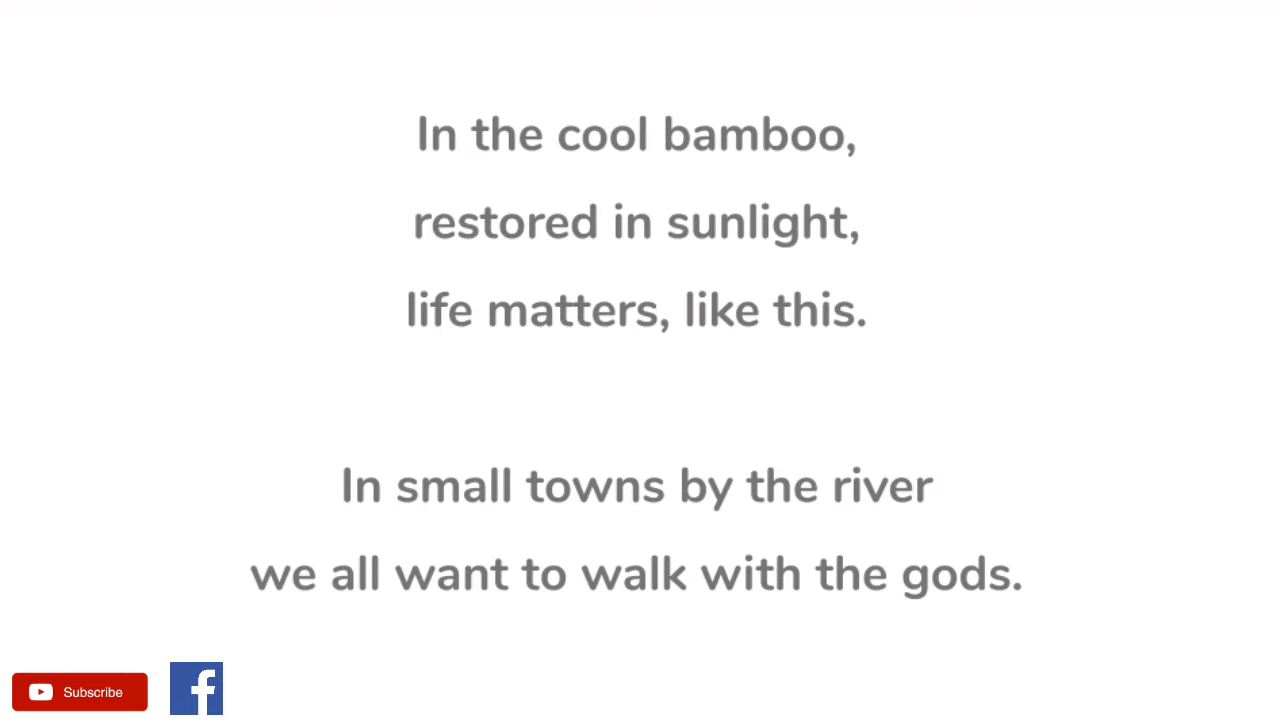 In the cool bamboo,
restored in sunlight,
life matters, like this.
In small towns by the river
we all want to walk with the gods.
Subscribe